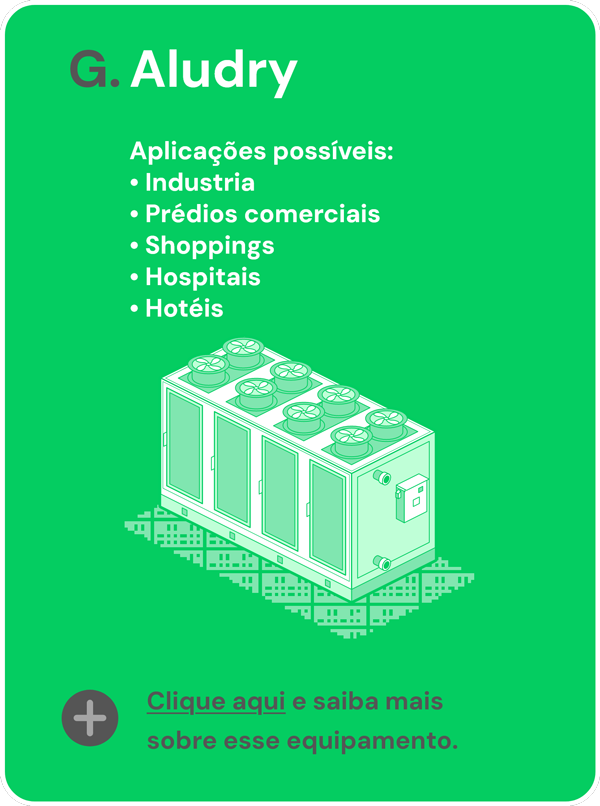 G. Aludry
Aplicações possíveis:
• Industria
• Prédios comerciais
• Shoppings
• Hospitais
• Hotéis
Clique aqui e saiba mais
sobre esse equipamento.